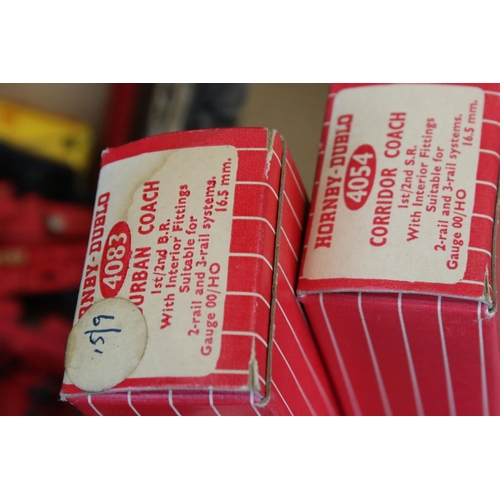 RNBY-DUBLO
4083
URBAN COACH
1st/2nd B.R.
With Interior Fittings
Suitable for
2-rail and 3-rail systems.
Gauge 00/HO 16.5 mm.
15/9
HORNBY-DUBLO
4054
CORRIDOR COACH
1st/2nd S.R.
With Interior Fittings
Suitable for
2-rail and 3-rail systems.
Gauge 00/HO 16.5 mm.